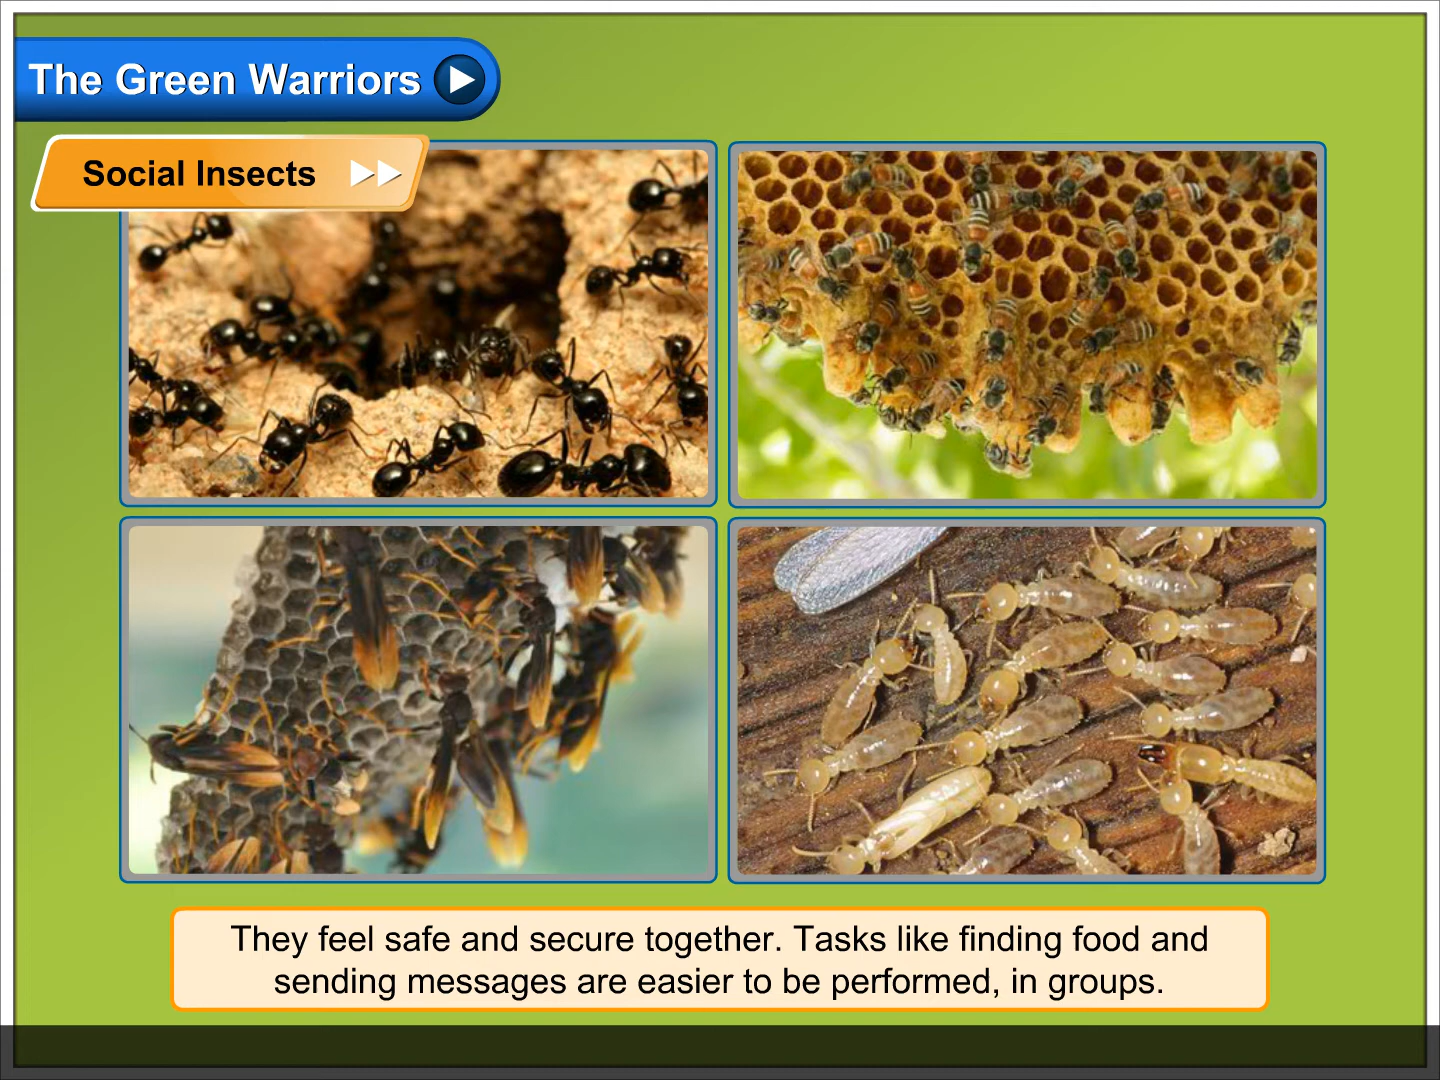 The Green Warriors
Social Insects
They feel safe and secure together. Tasks like finding food and
sending messages are easier to be performed, in groups.